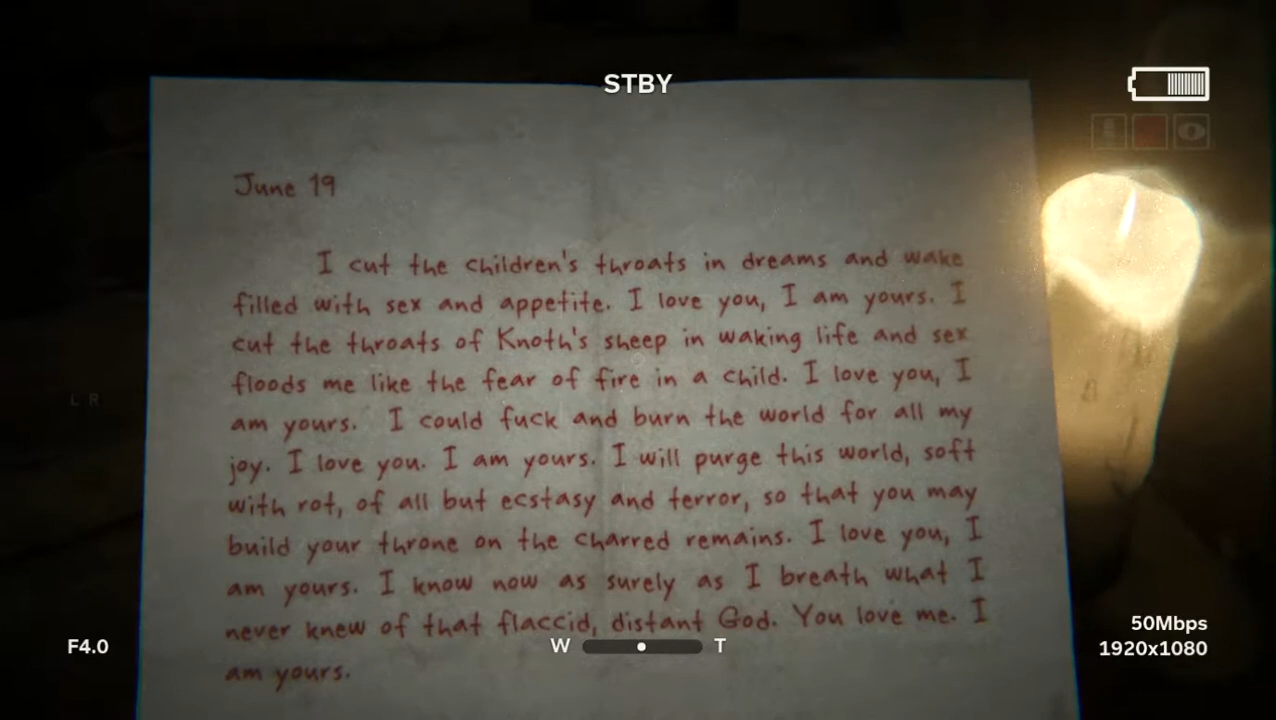 STBY
June 19
I cut the children's throats in dreams and wake
filled with sex and appetite. I love you, I am yours. I
cut the throats of Knoth's sheep in waking life and sex
floods me like the fear of fire in a child. I love you, I
am yours. I could fuck and burn the world for all my
joy. I love you. I am yours. I will purge this world, soft
with rot, of all but ecstasy and terror, so that you may
build your throne on the charred remains. I love you, I
am yours. I know now as surely as I breath what I
never knew of that flaccid, distant God. You love me. I
am yours.
L R
F4.0
W T
50Mbps
1920x1080